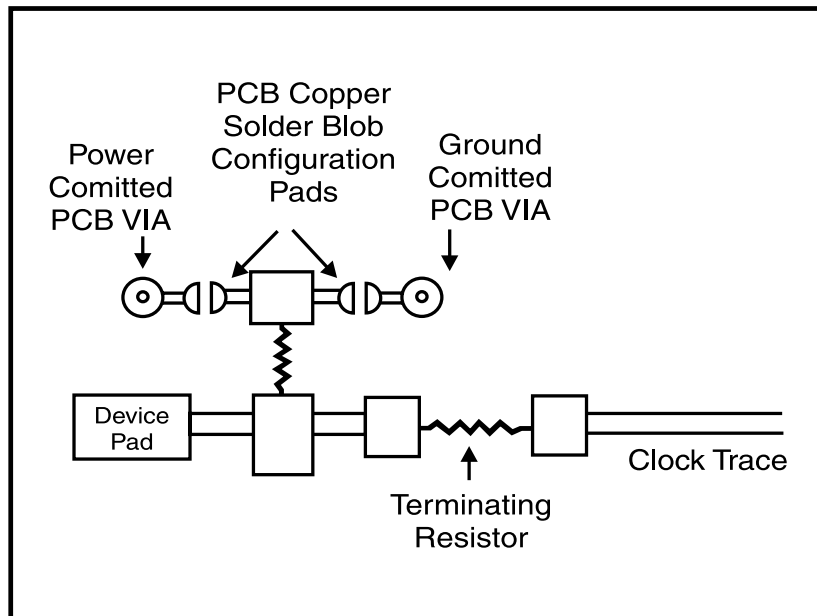 PCB Copper
Solder Blob
Configuration
Pads
Power
Comitted
PCB VIA
Ground
Comitted
PCB VIA
Device
Pad
Clock Trace
Terminating
Resistor